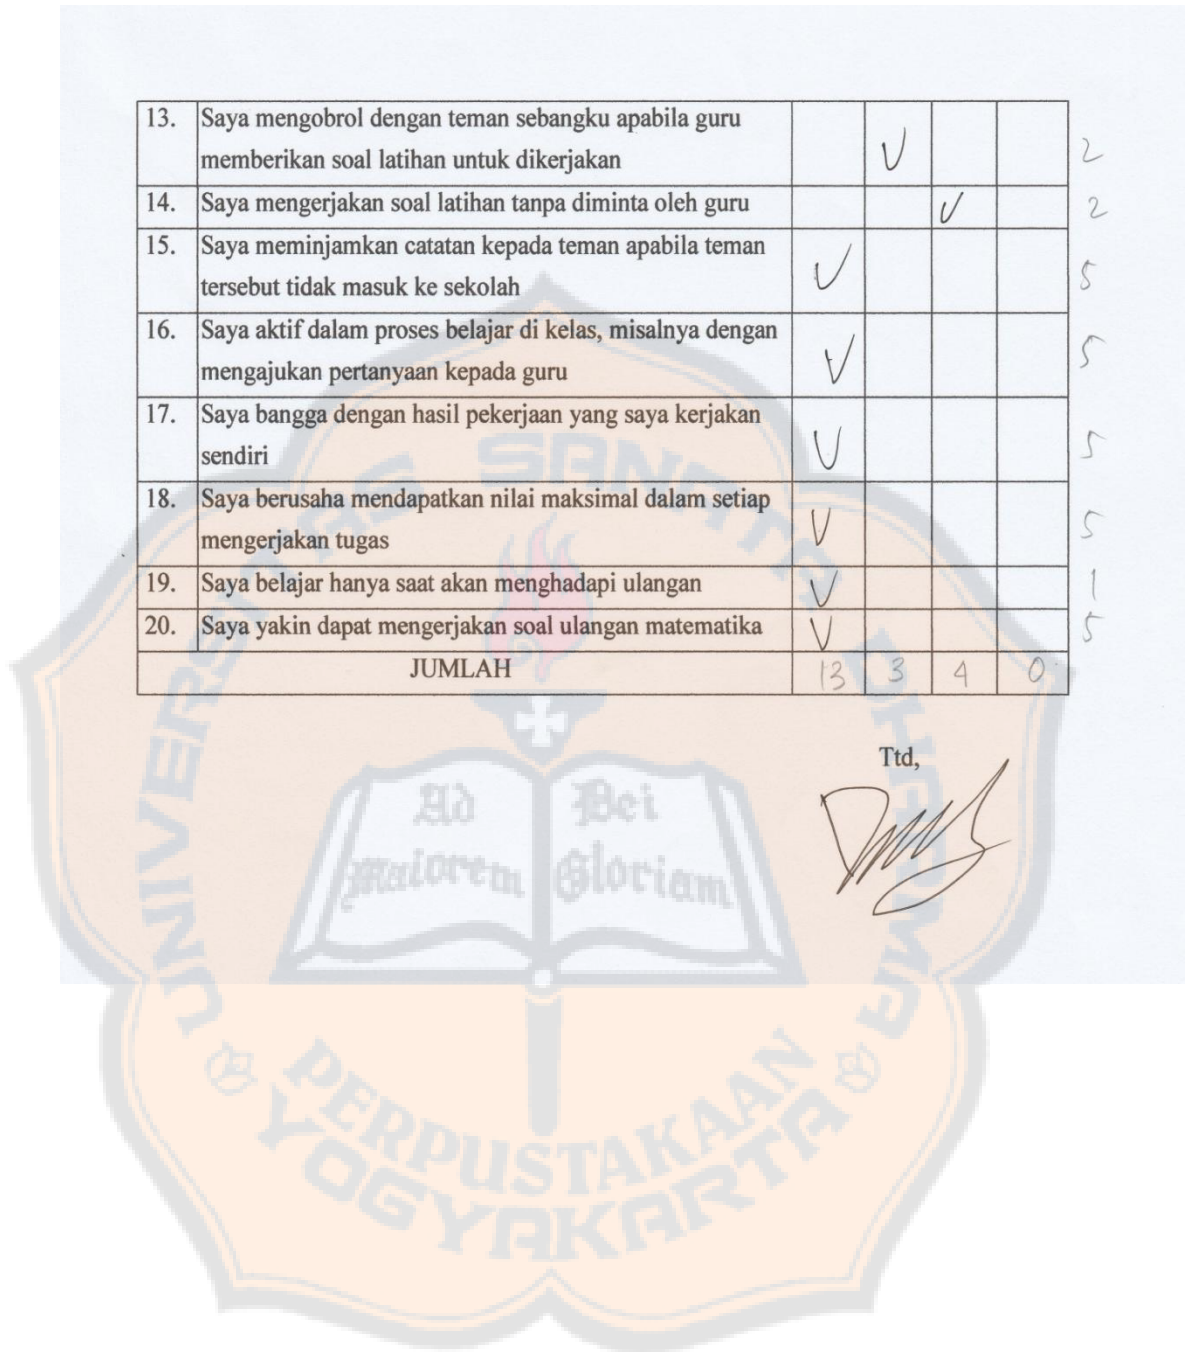 13. Saya mengobrol dengan teman sebangku apabila guru
memberikan soal latihan untuk dikerjakan V 2
14. Saya mengerjakan soal latihan tanpa diminta oleh guru V 2
15. Saya meminjamkan catatan kepada teman apabila teman
tersebut tidak masuk ke sekolah V 5
16. Saya aktif dalam proses belajar di kelas, misalnya dengan
mengajukan pertanyaan kepada guru V 5
17. Saya bangga dengan hasil pekerjaan yang saya kerjakan
sendiri V 5
18. Saya berusaha mendapatkan nilai maksimal dalam setiap
mengerjakan tugas V 5
19. Saya belajar hanya saat akan menghadapi ulangan V 1
20. Saya yakin dapat mengerjakan soal ulangan matematika V 5
JUMLAH 13 3 4 0
Ttd,
UNIVERSITAS SANATA DHARMA
Ad Dei
Maiorem Gloriam
PERPUSTAKAAN
YOGYAKARTA